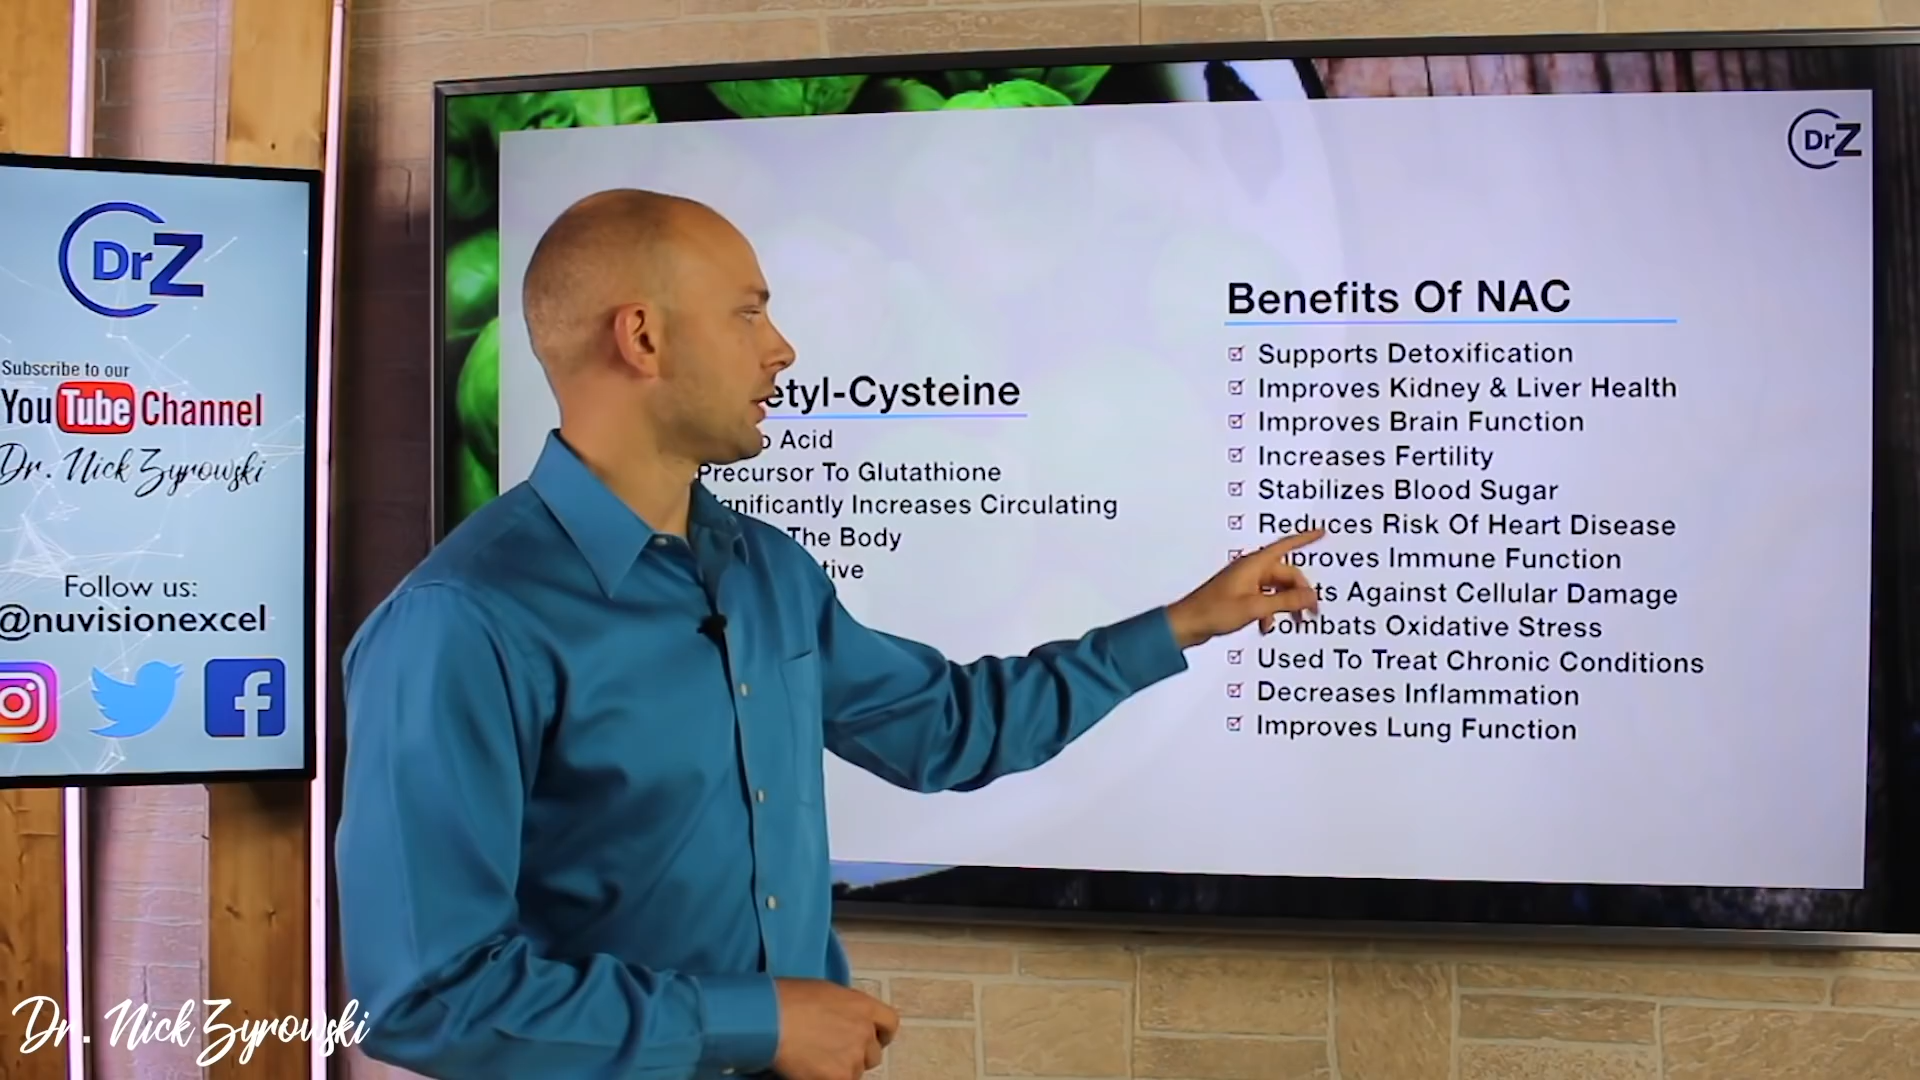 DrZ
Subscribe to our
YouTube Channel
Dr. Nick Zyrowski
Follow us:
@nuvisionexcel
DrZ
etyl-Cysteine
Acid
Precursor To Glutathione
Increases Circulating
The Body
Benefits Of NAC
Supports Detoxification
Improves Kidney & Liver Health
Improves Brain Function
Increases Fertility
Stabilizes Blood Sugar
Reduces Risk Of Heart Disease
Improves Immune Function
Against Cellular Damage
Combats Oxidative Stress
Used To Treat Chronic Conditions
Decreases Inflammation
Improves Lung Function
Dr. Nick Zyrowski